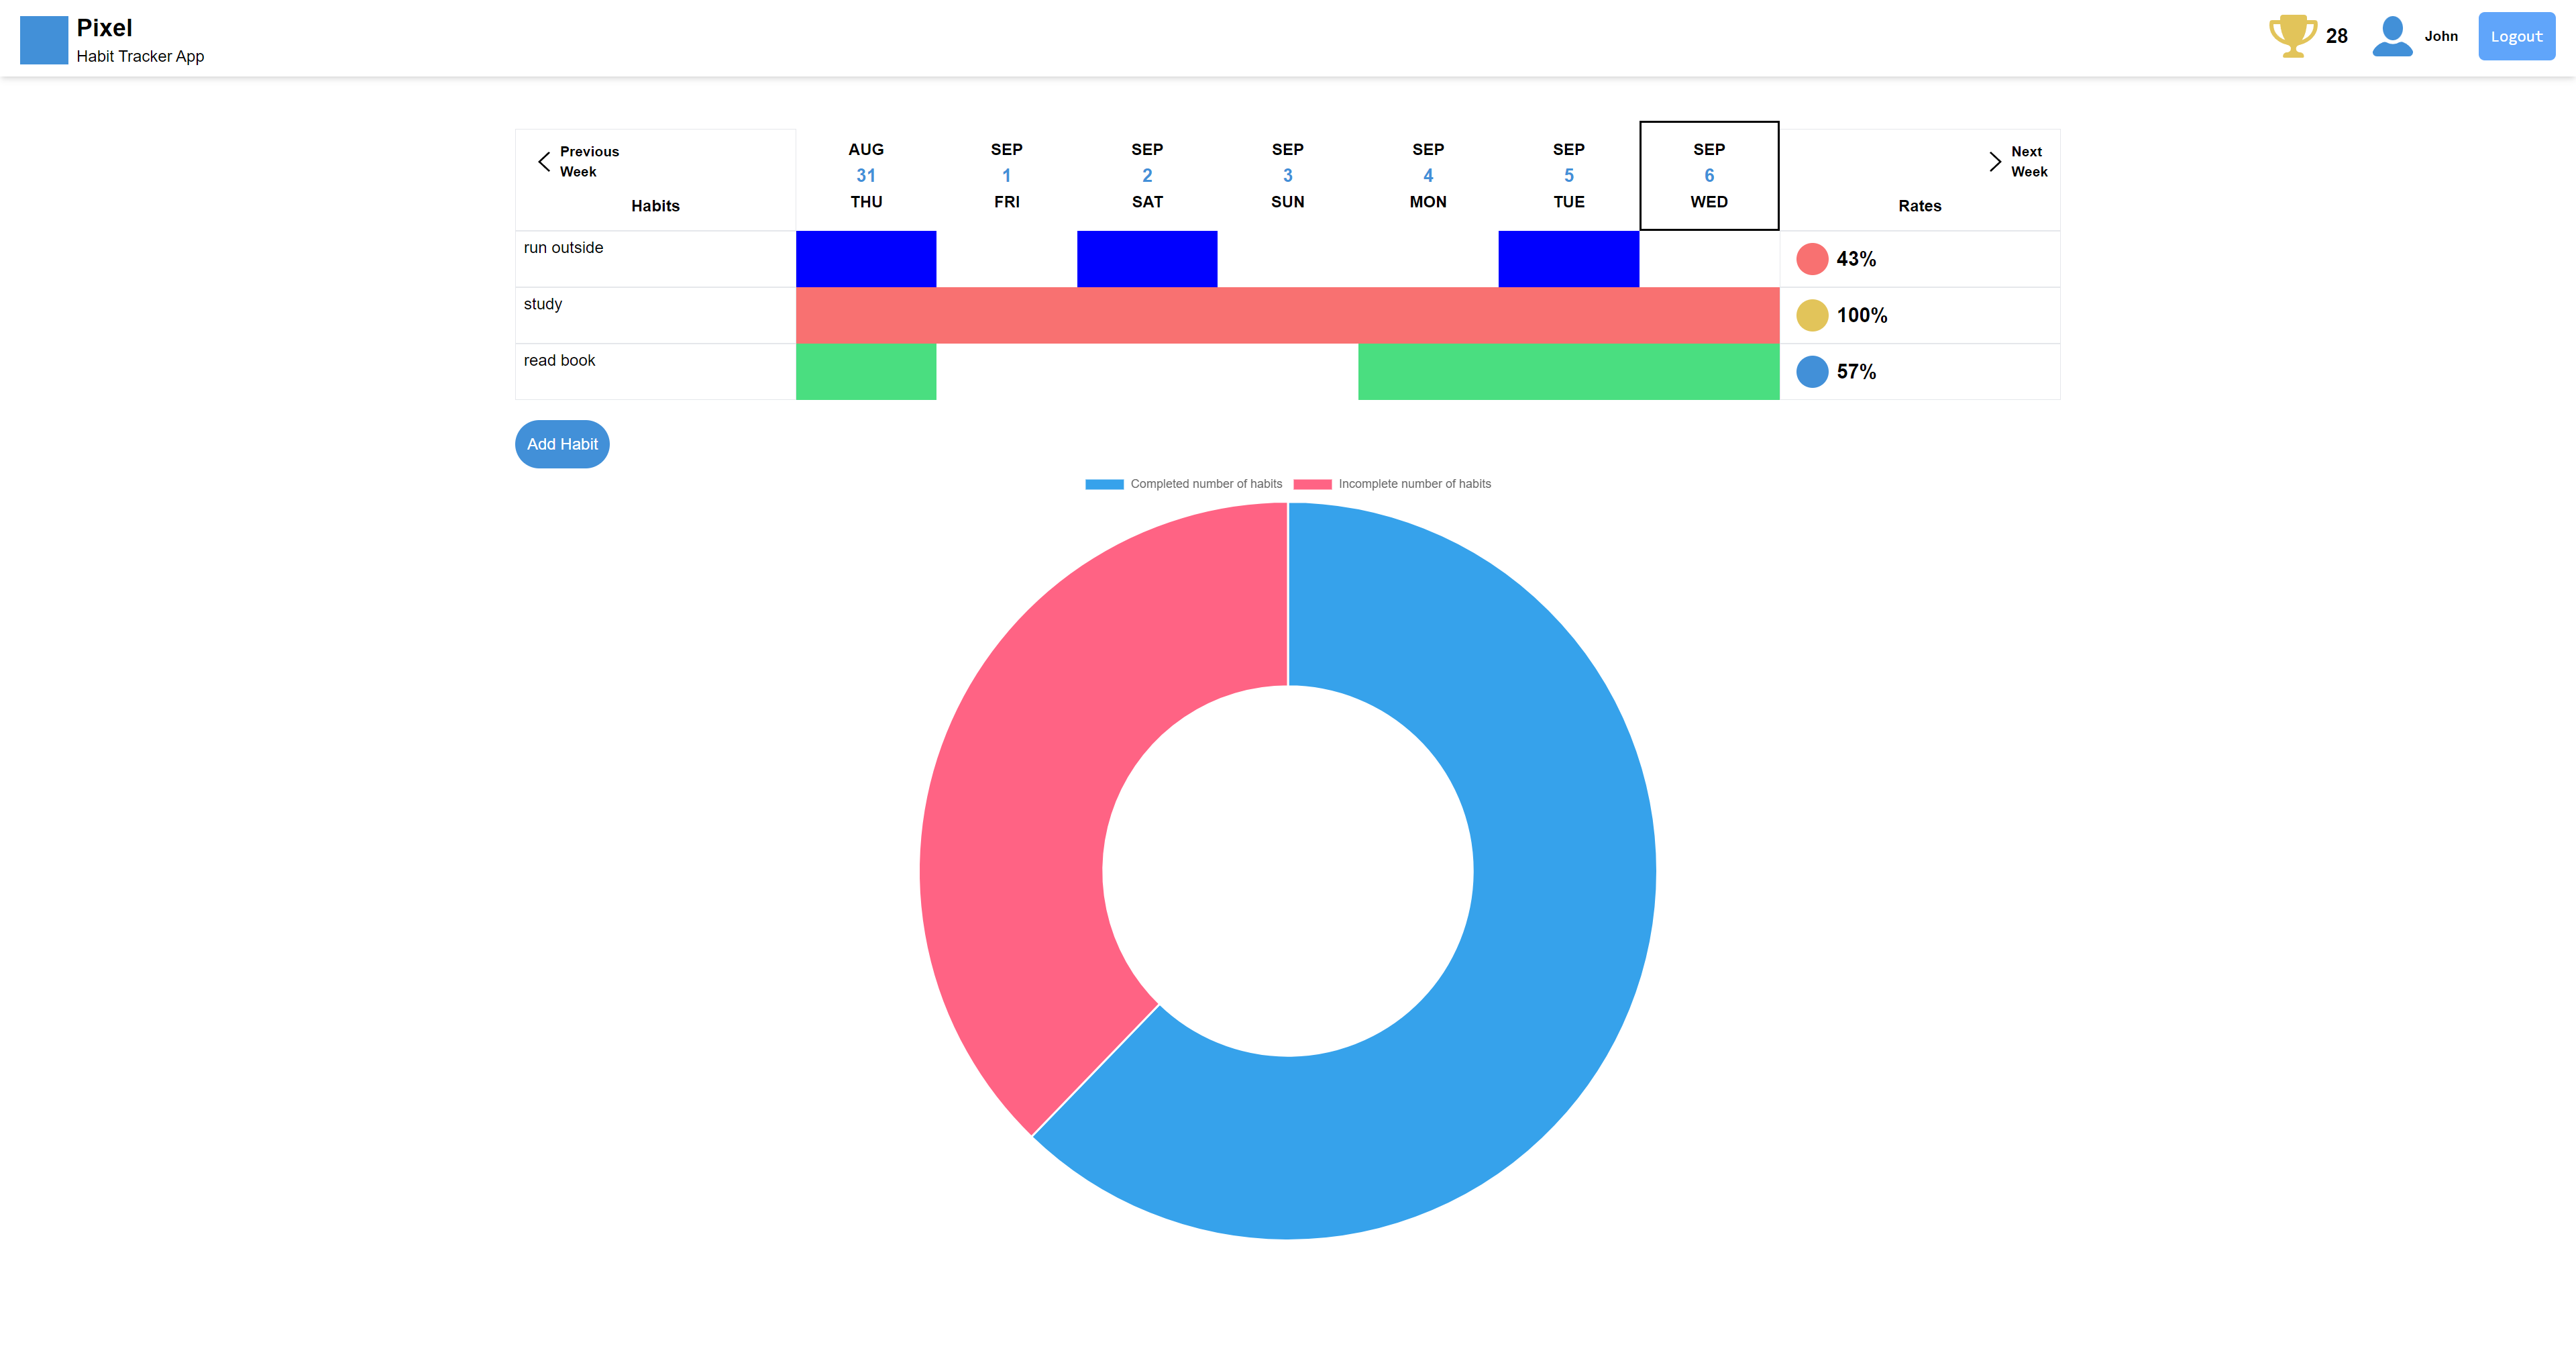 Pixel
Habit Tracker App
28
John
Logout
Previous
Week
Habits
AUG
31
THU
SEP
1
FRI
SEP
2
SAT
SEP
3
SUN
SEP
4
MON
SEP
5
TUE
SEP
6
WED
Next
Week
Rates
run outside
43%
study
100%
read book
57%
Add Habit
Completed number of habits
Incomplete number of habits